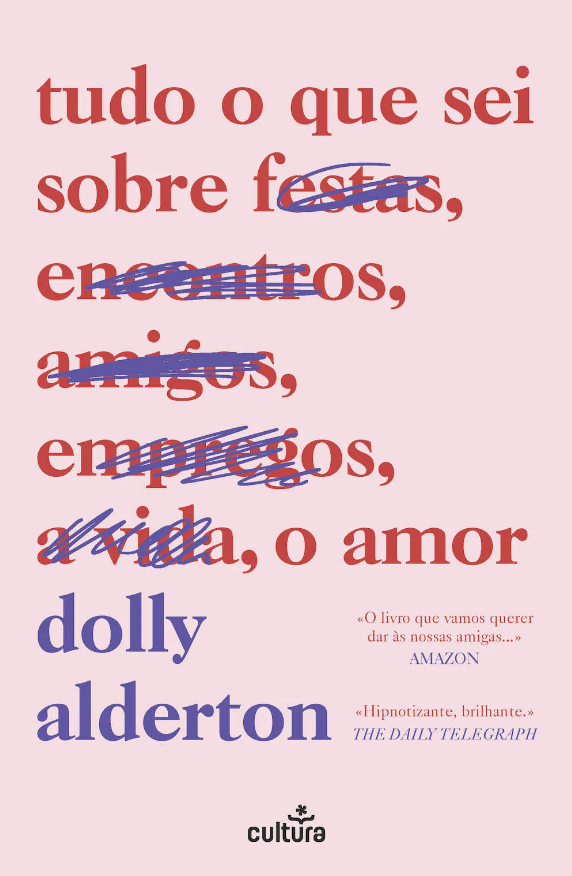 tudo o que sei
sobre festas,
encontros,
amigos,
empregos,
a vida, o amor
dolly
alderton
«O livro que vamos querer
dar às nossas amigas...»
AMAZON
«Hipnotizante, brilhante.»
THE DAILY TELEGRAPH
cultura